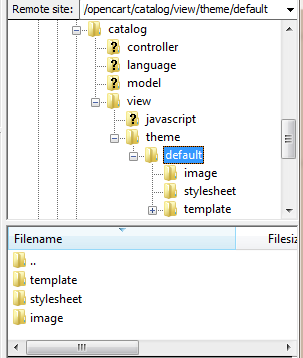 Remote site: /opencart/catalog/view/theme/default
catalog
controller
language
model
view
javascript
theme
default
image
stylesheet
template
Filename Filesiz
..
template
stylesheet
image